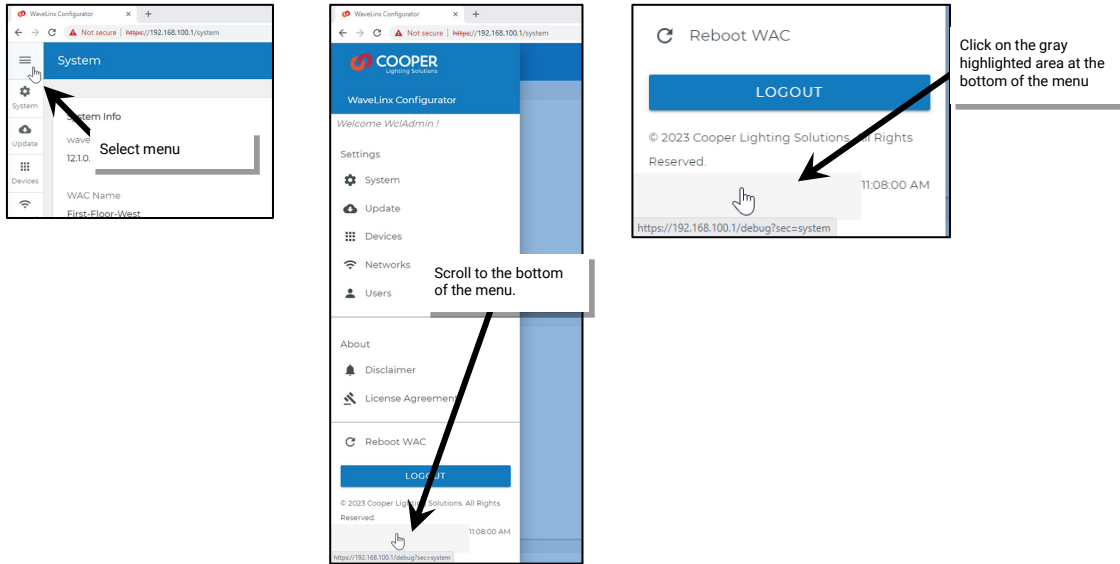 WaveLinx Configurator
Not secure | https://192.168.100.1/system
System
System
Update
Devices
System Info
wave
12.1.0.
WAC Name
First-Floor-West
Select menu
WaveLinx Configurator
Not secure | https://192.168.100.1/system
COOPER
Lighting Solutions
WaveLinx Configurator
Welcome WclAdmin !
Settings
System
Update
Devices
Networks
Users
Scroll to the bottom
of the menu.
About
Disclaimer
License Agreement
Reboot WAC
LOGOUT
© 2023 Cooper Lighting Solutions. All Rights
Reserved.
11:08:00 AM
https://192.168.100.1/debug?sec=system
Reboot WAC
LOGOUT
© 2023 Cooper Lighting Solutions. All Rights
Reserved.
11:08:00 AM
https://192.168.100.1/debug?sec=system
Click on the gray
highlighted area at the
bottom of the menu